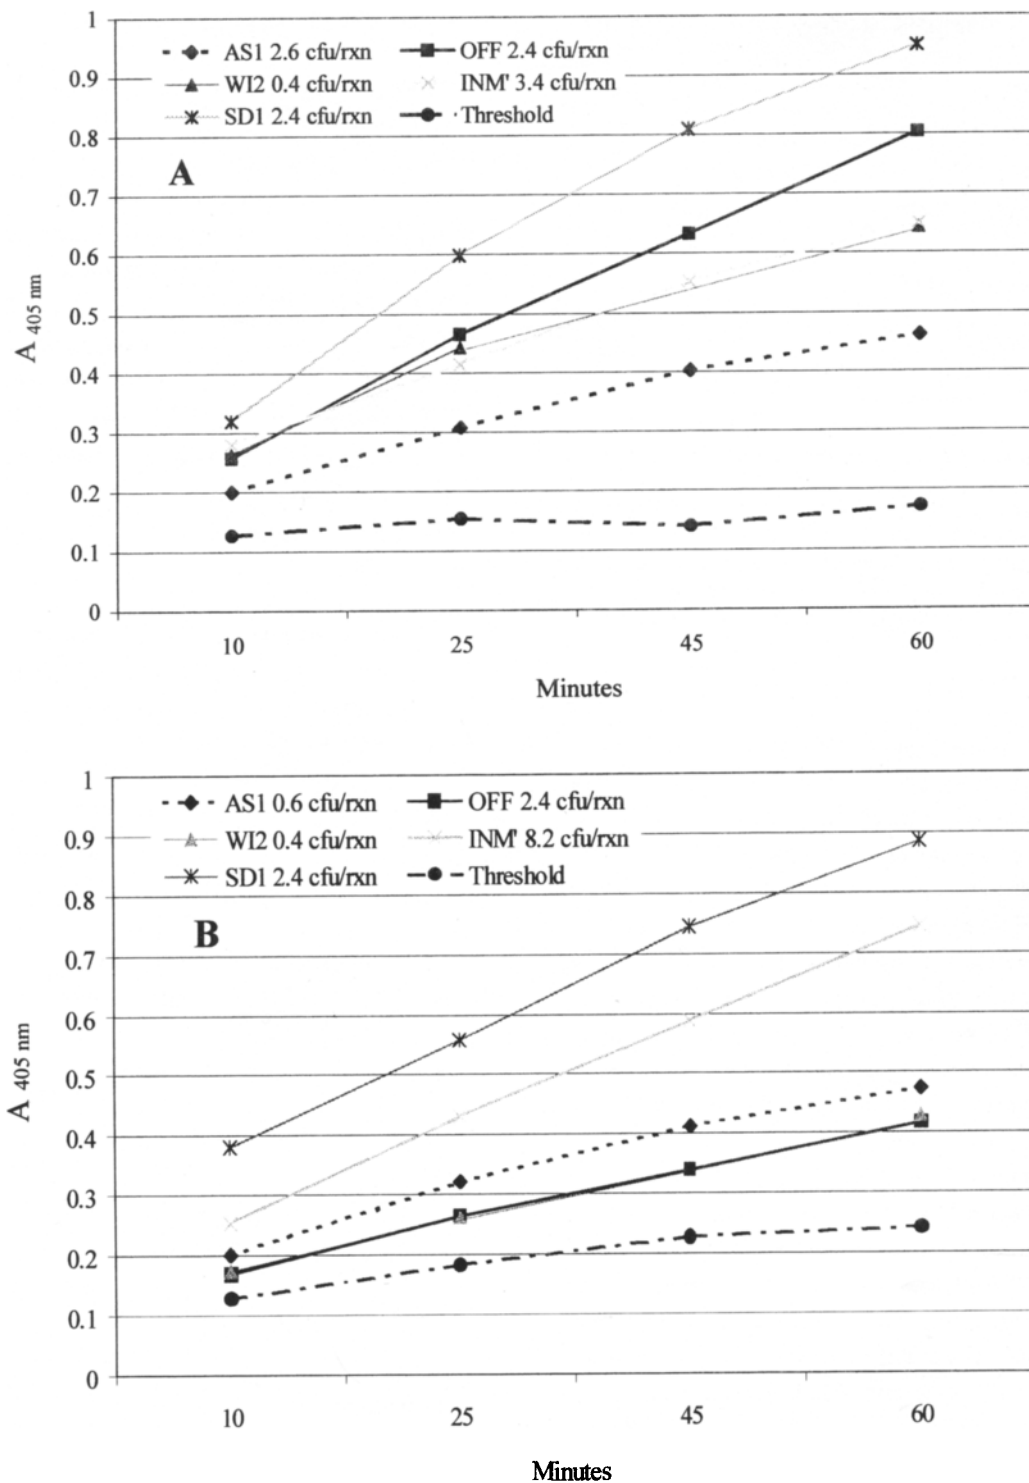 1
0.9
0.8
0.7
0.6
0.5
0.4
0.3
0.2
0.1
0
AS1 2.6 cfu/rxn
OFF 2.4 cfu/rxn
WI2 0.4 cfu/rxn
INM' 3.4 cfu/rxn
SD1 2.4 cfu/rxn
Threshold
A
A 405 nm
10 25 45 60
Minutes
1
0.9
0.8
0.7
0.6
0.5
0.4
0.3
0.2
0.1
0
AS1 0.6 cfu/rxn
OFF 2.4 cfu/rxn
WI2 0.4 cfu/rxn
INM' 8.2 cfu/rxn
SD1 2.4 cfu/rxn
Threshold
B
A 405 nm
10 25 45 60
Minutes